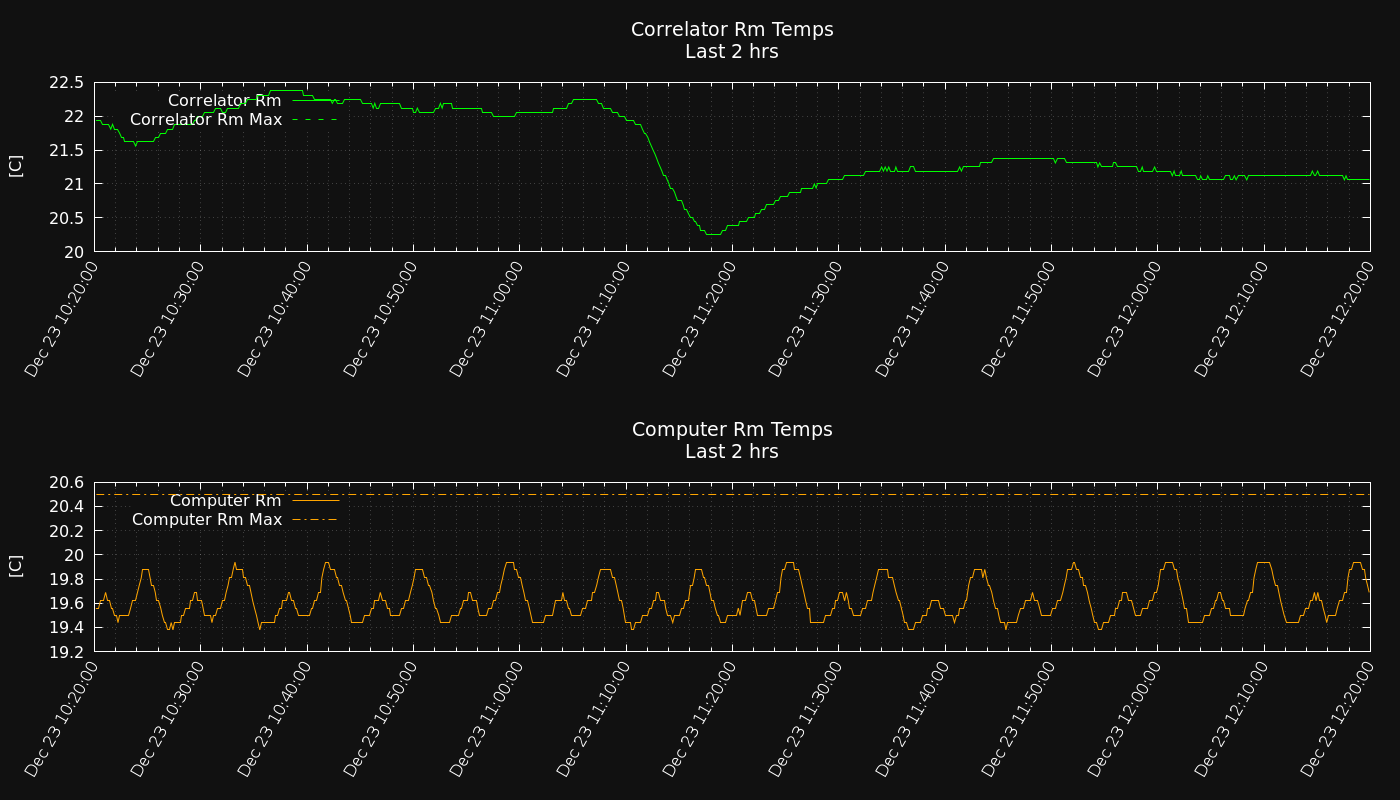 Correlator Rm Temps
Last 2 hrs
22.5
22
21.5
21
20.5
20
[C]
Correlator Rm
Correlator Rm Max
Dec 23 10:20:00
Dec 23 10:30:00
Dec 23 10:40:00
Dec 23 10:50:00
Dec 23 11:00:00
Dec 23 11:10:00
Dec 23 11:20:00
Dec 23 11:30:00
Dec 23 11:40:00
Dec 23 11:50:00
Dec 23 12:00:00
Dec 23 12:10:00
Dec 23 12:20:00
Computer Rm Temps
Last 2 hrs
20.6
20.4
20.2
20
19.8
19.6
19.4
19.2
[C]
Computer Rm
Computer Rm Max
Dec 23 10:20:00
Dec 23 10:30:00
Dec 23 10:40:00
Dec 23 10:50:00
Dec 23 11:00:00
Dec 23 11:10:00
Dec 23 11:20:00
Dec 23 11:30:00
Dec 23 11:40:00
Dec 23 11:50:00
Dec 23 12:00:00
Dec 23 12:10:00
Dec 23 12:20:00